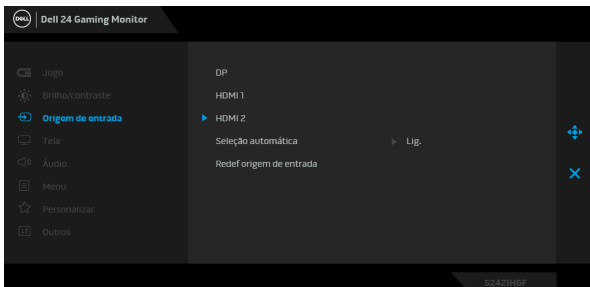 DELL Dell 24 Gaming Monitor
Jogo
Brilho/contraste
Origem de entrada
Tela
Áudio
Menu
Personalizar
Outros
DP
HDMI 1
HDMI 2
Seleção automática Lig.
Redef origem de entrada
S2421HGF